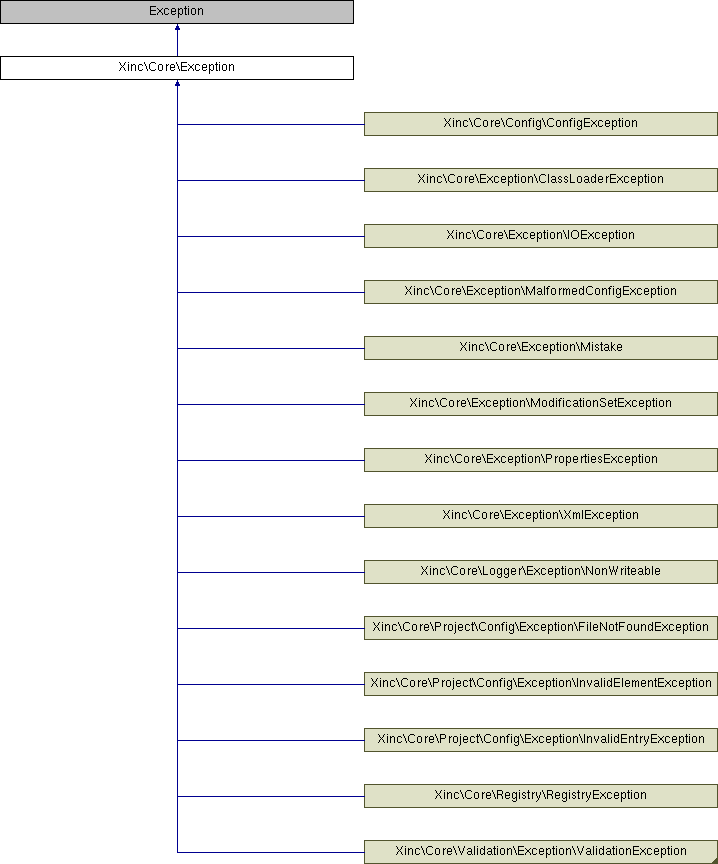 Exception
Xinc\Core\Exception
Xinc\Core\Config\ConfigException
Xinc\Core\Exception\ClassLoaderException
Xinc\Core\Exception\IOException
Xinc\Core\Exception\MalformedConfigException
Xinc\Core\Exception\Mistake
Xinc\Core\Exception\ModificationSetException
Xinc\Core\Exception\PropertiesException
Xinc\Core\Exception\XmlException
Xinc\Core\Logger\Exception\NonWriteable
Xinc\Core\Project\Config\Exception\FileNotFoundException
Xinc\Core\Project\Config\Exception\InvalidElementException
Xinc\Core\Project\Config\Exception\InvalidEntryException
Xinc\Core\Registry\RegistryException
Xinc\Core\Validation\Exception\ValidationException